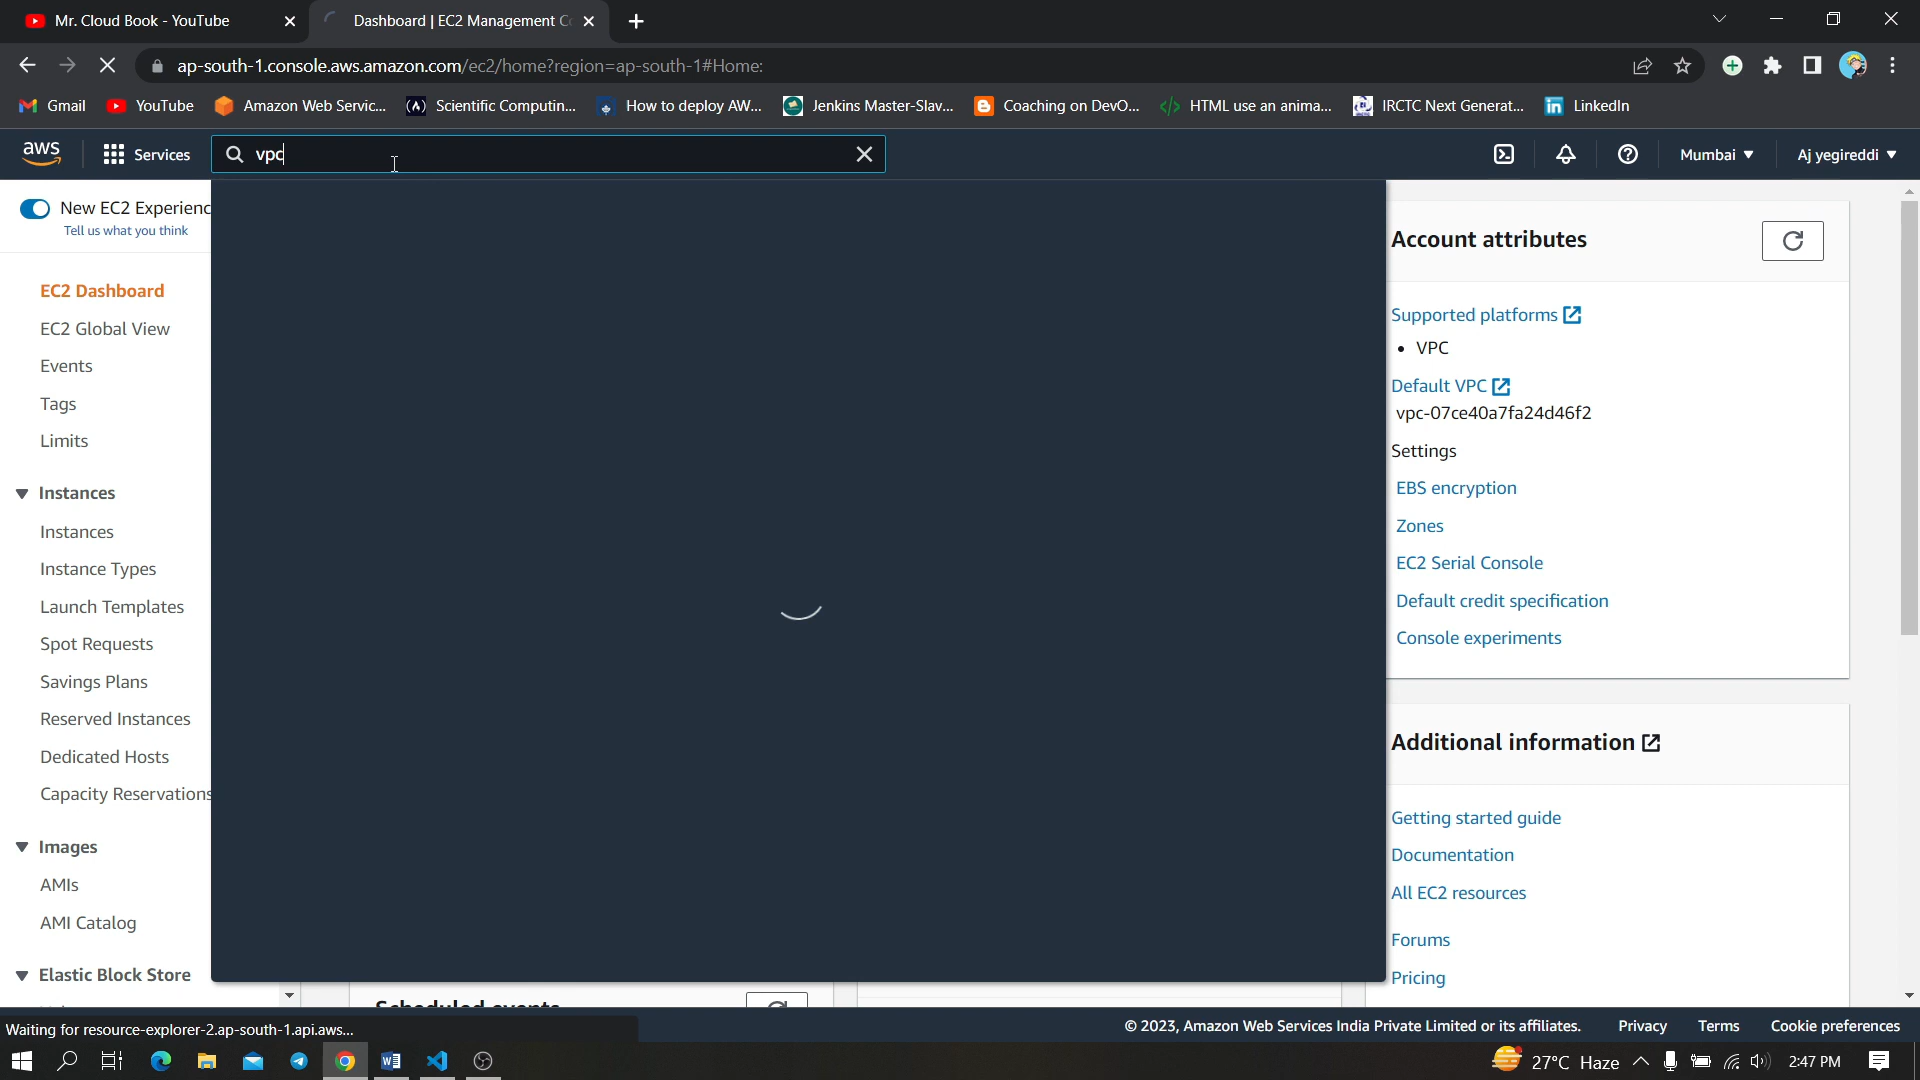 Mr. Cloud Book - YouTube
Dashboard | EC2 Management C
ap-south-1.console.aws.amazon.com/ec2/home?region=ap-south-1#Home:
Gmail
YouTube
Amazon Web Servic...
Scientific Computin...
How to deploy AW...
Jenkins Master-Slav...
Coaching on DevO...
HTML use an anima...
IRCTC Next Generat...
LinkedIn
aws
Services
vpc
Mumbai
Aj yegireddi
New EC2 Experienc
Tell us what you think
EC2 Dashboard
EC2 Global View
Events
Tags
Limits
Instances
Instances
Instance Types
Launch Templates
Spot Requests
Savings Plans
Reserved Instances
Dedicated Hosts
Capacity Reservations
Images
AMIs
AMI Catalog
Elastic Block Store
Account attributes
Supported platforms
• VPC
Default VPC
vpc-07ce40a7fa24d46f2
Settings
EBS encryption
Zones
EC2 Serial Console
Default credit specification
Console experiments
Additional information
Getting started guide
Documentation
All EC2 resources
Forums
Pricing
Scheduled events
Waiting for resource-explorer-2.ap-south-1.api.aws...
© 2023, Amazon Web Services India Private Limited or its affiliates.
Privacy
Terms
Cookie preferences
27°C Haze
2:47 PM